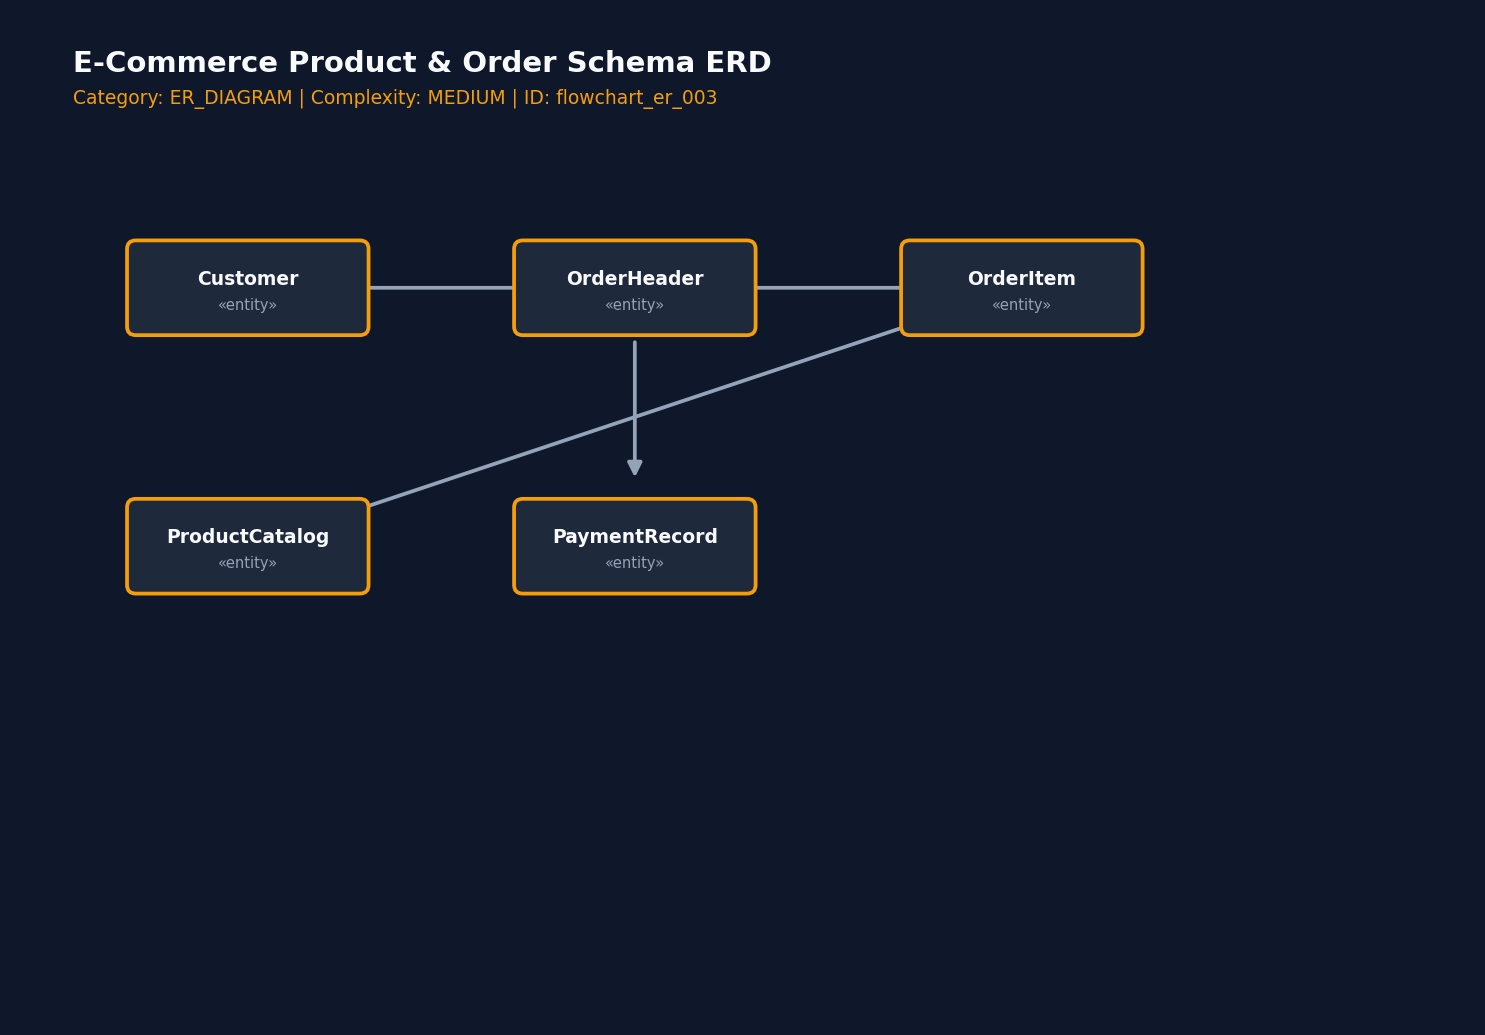 E-Commerce Product & Order Schema ERD
Category: ER_DIAGRAM | Complexity: MEDIUM | ID: flowchart_er_003
Customer
«entity»
OrderHeader
«entity»
OrderItem
«entity»
ProductCatalog
«entity»
PaymentRecord
«entity»